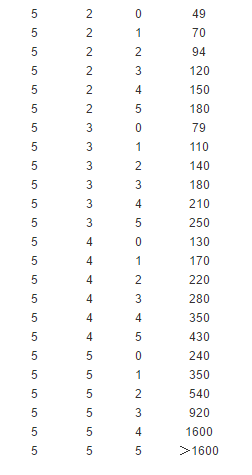 5 2 0 49
5 2 1 70
5 2 2 94
5 2 3 120
5 2 4 150
5 2 5 180
5 3 0 79
5 3 1 110
5 3 2 140
5 3 3 180
5 3 4 210
5 3 5 250
5 4 0 130
5 4 1 170
5 4 2 220
5 4 3 280
5 4 4 350
5 4 5 430
5 5 0 240
5 5 1 350
5 5 2 540
5 5 3 920
5 5 4 1600
5 5 5 ＞1600